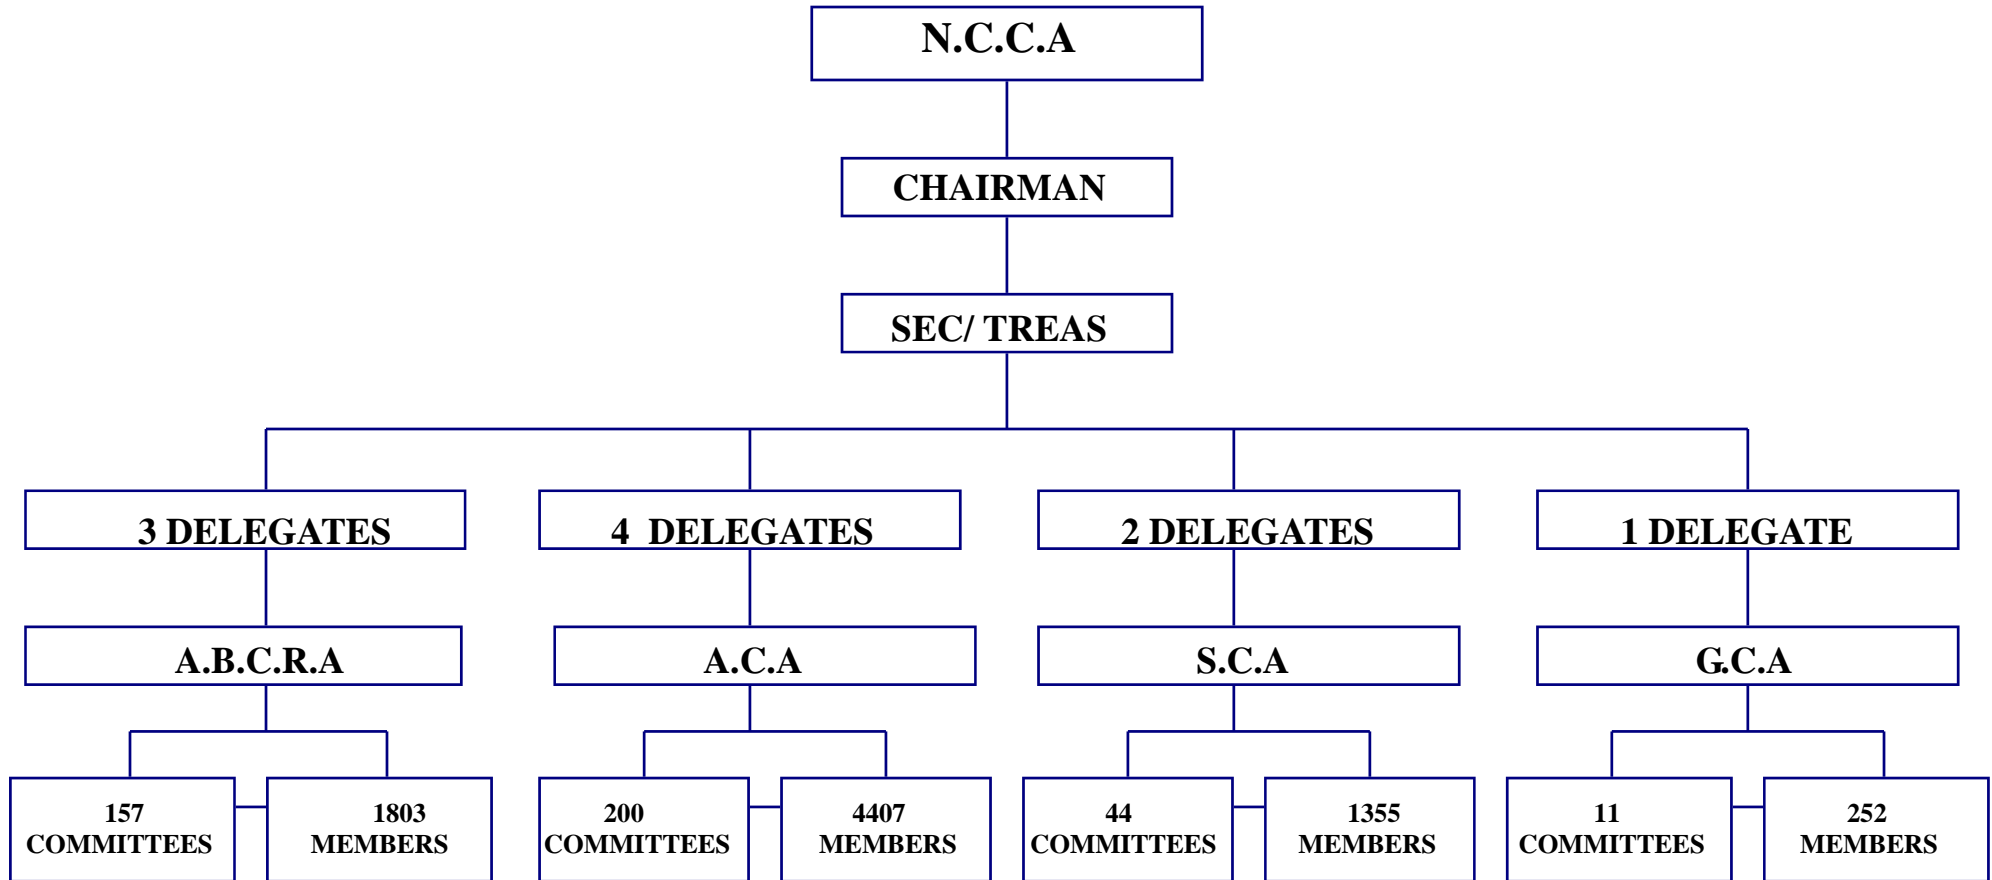 N.C.C.A
CHAIRMAN
SEC/ TREAS
3 DELEGATES
4 DELEGATES
2 DELEGATES
1 DELEGATE
A.B.C.R.A
A.C.A
S.C.A
G.C.A
157
COMMITTEES
1803
MEMBERS
200
COMMITTEES
4407
MEMBERS
44
COMMITTEES
1355
MEMBERS
11
COMMITTEES
252
MEMBERS